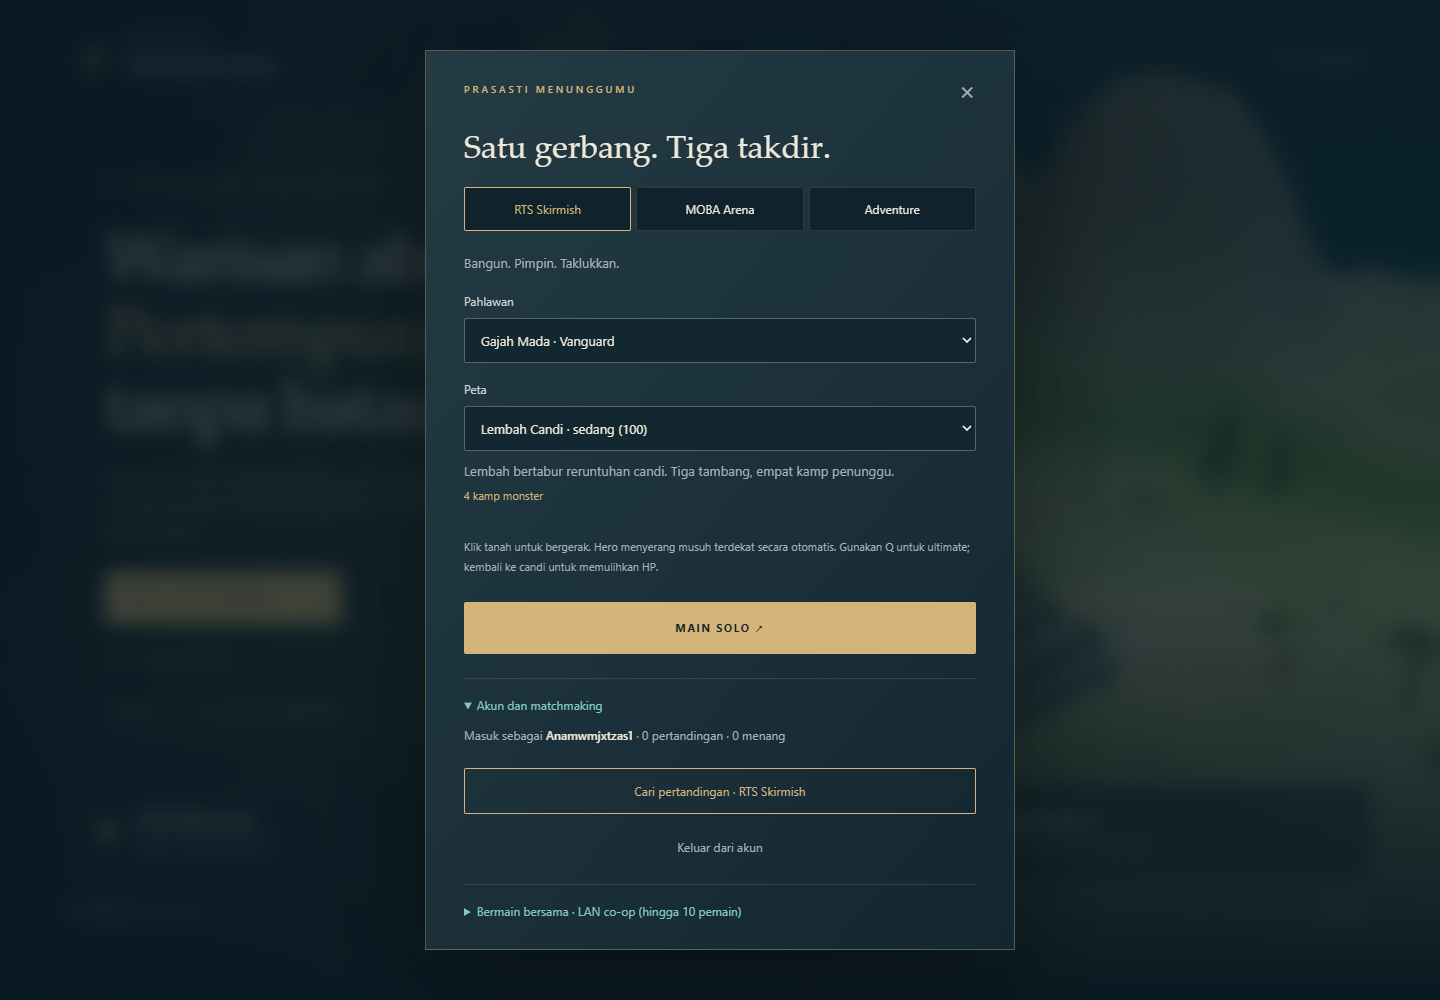 PRASASTI MENUNGGUMU
✕
Satu gerbang. Tiga takdir.
RTS Skirmish
MOBA Arena
Adventure
Bangun. Pimpin. Taklukkan.
Pahlawan
Gajah Mada · Vanguard
Peta
Lembah Candi · sedang (100)
Lembah bertabur reruntuhan candi. Tiga tambang, empat kamp penunggu.
4 kamp monster
Klik tanah untuk bergerak. Hero menyerang musuh terdekat secara otomatis. Gunakan Q untuk ultimate;
kembali ke candi untuk memulihkan HP.
MAIN SOLO ↗
▼ Akun dan matchmaking
Masuk sebagai Anamwmjxtzas1 · 0 pertandingan · 0 menang
Cari pertandingan · RTS Skirmish
Keluar dari akun
▶ Bermain bersama · LAN co-op (hingga 10 pemain)